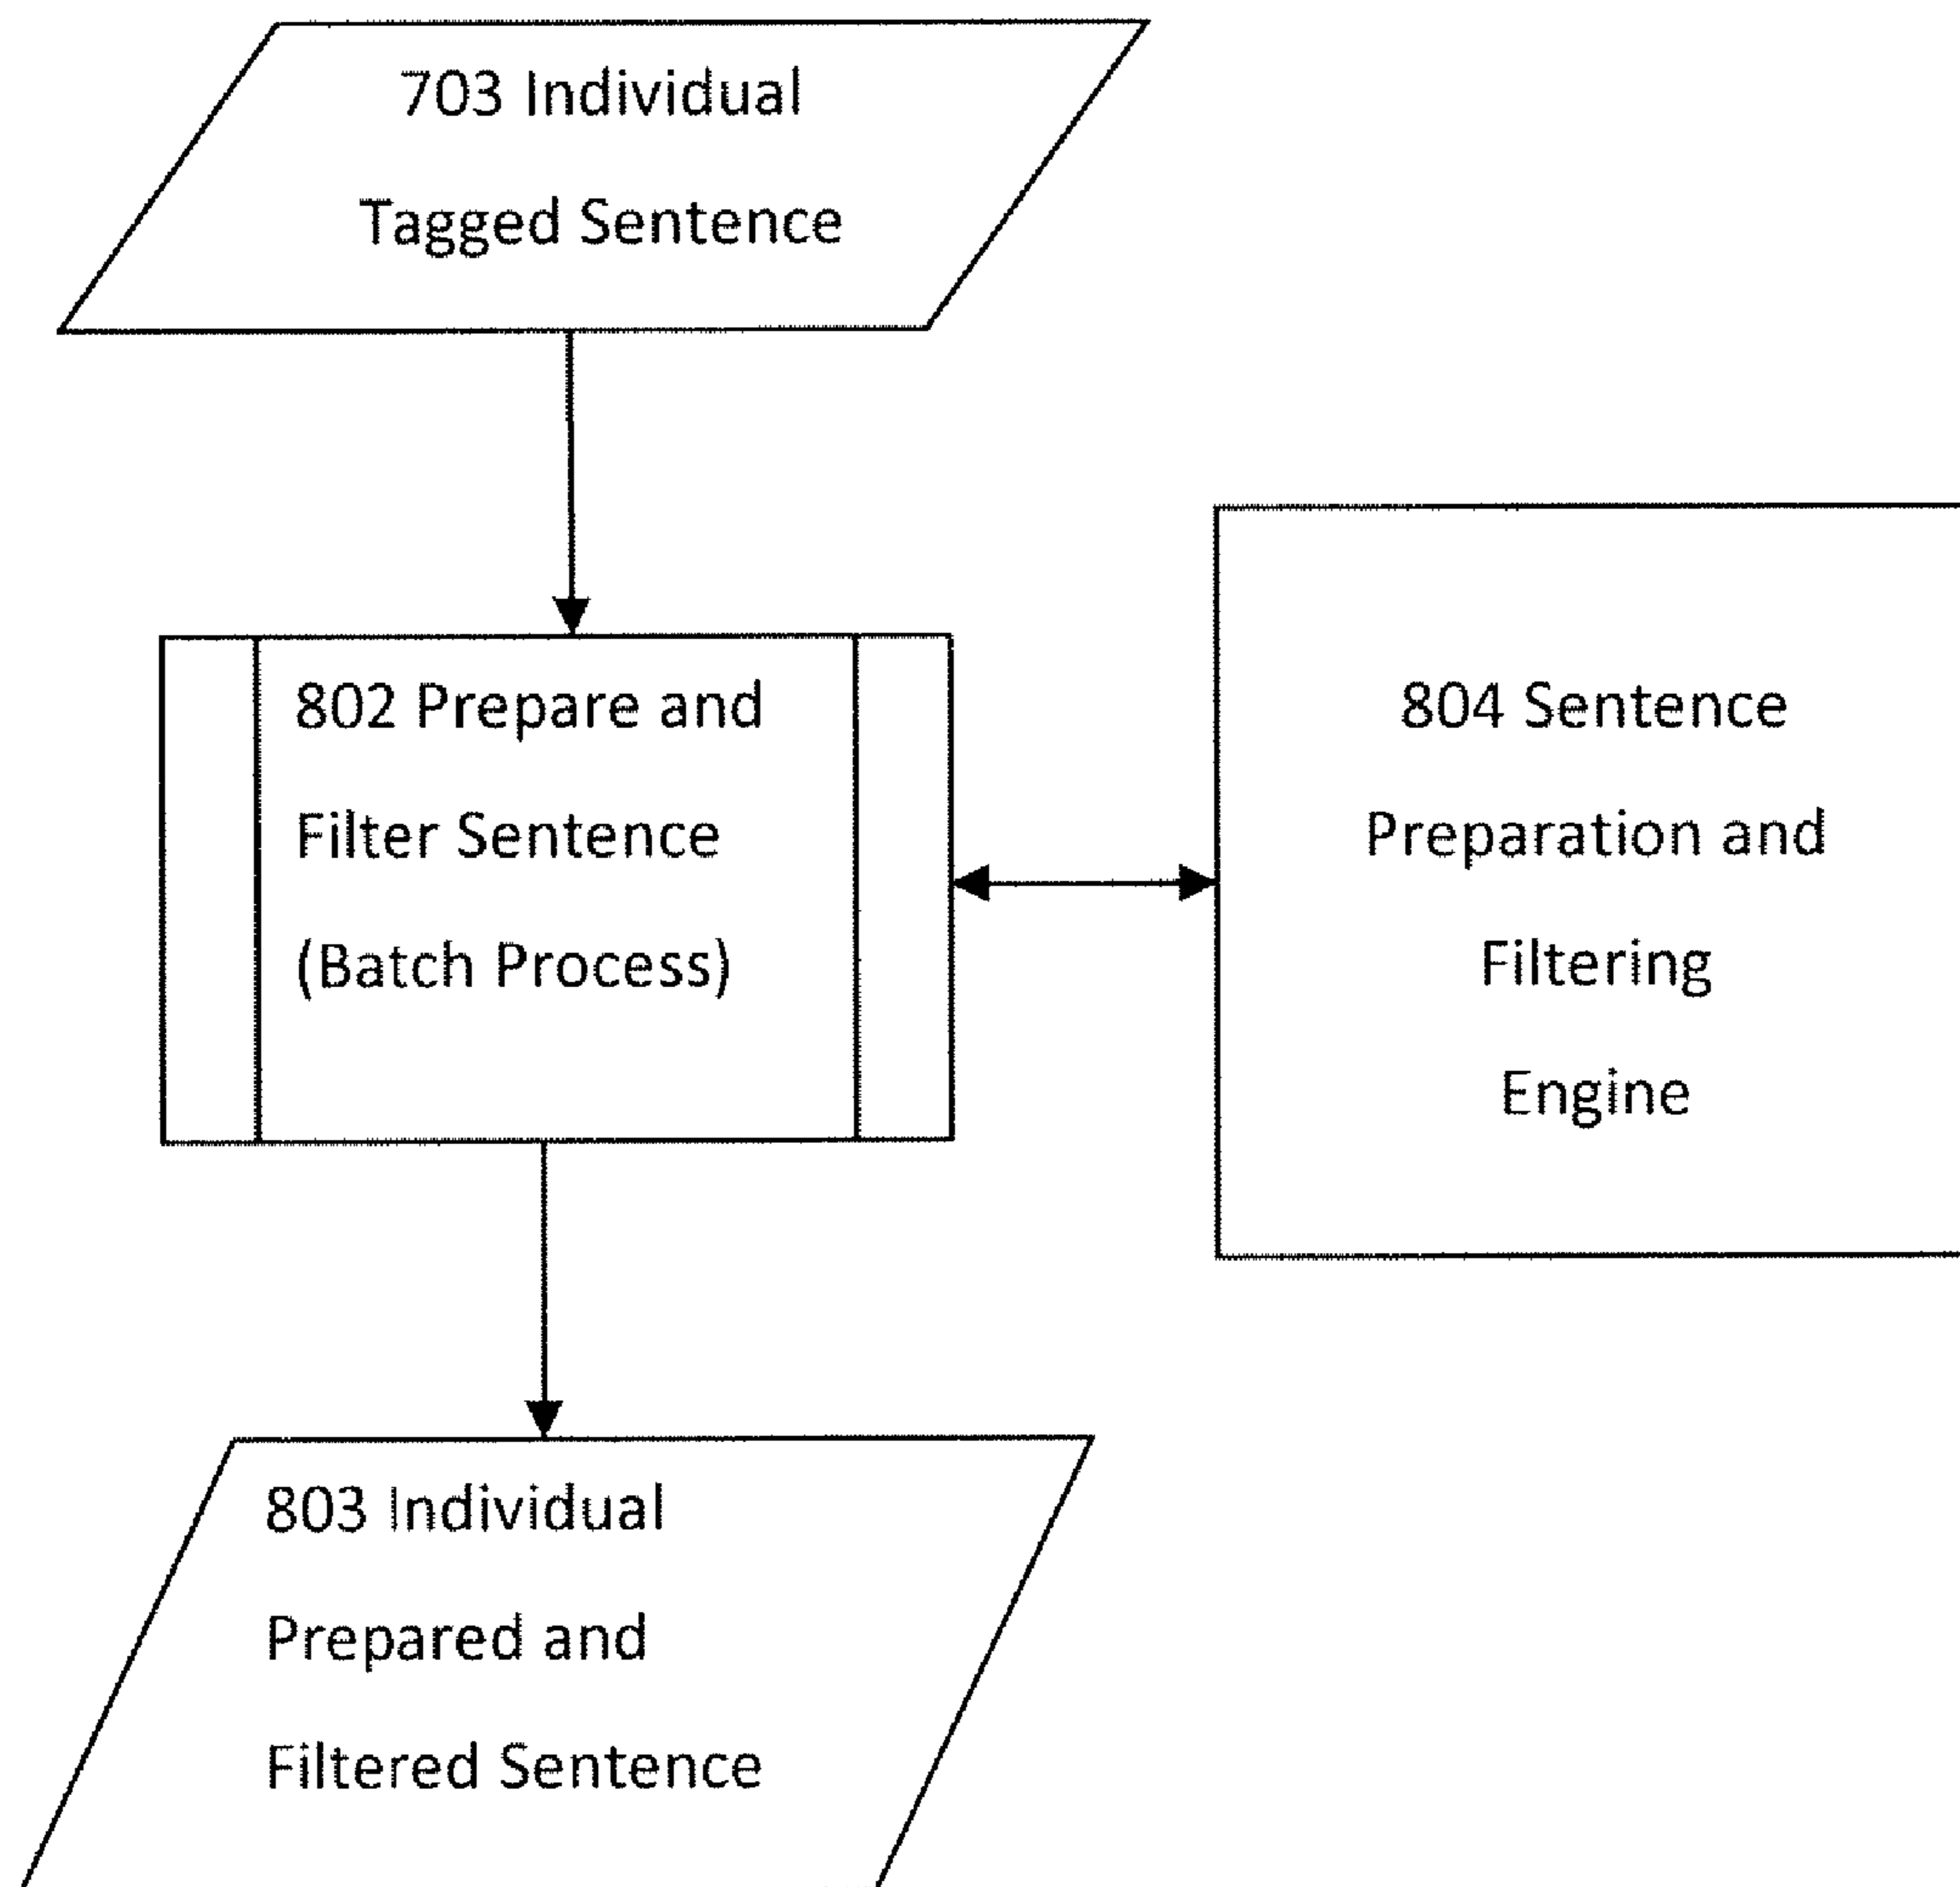 703 Individual
Tagged Sentence
802 Prepare and
Filter Sentence
(Batch Process)
804 Sentence
Preparation and
Filtering
Engine
803 Individual
Prepared and
Filtered Sentence